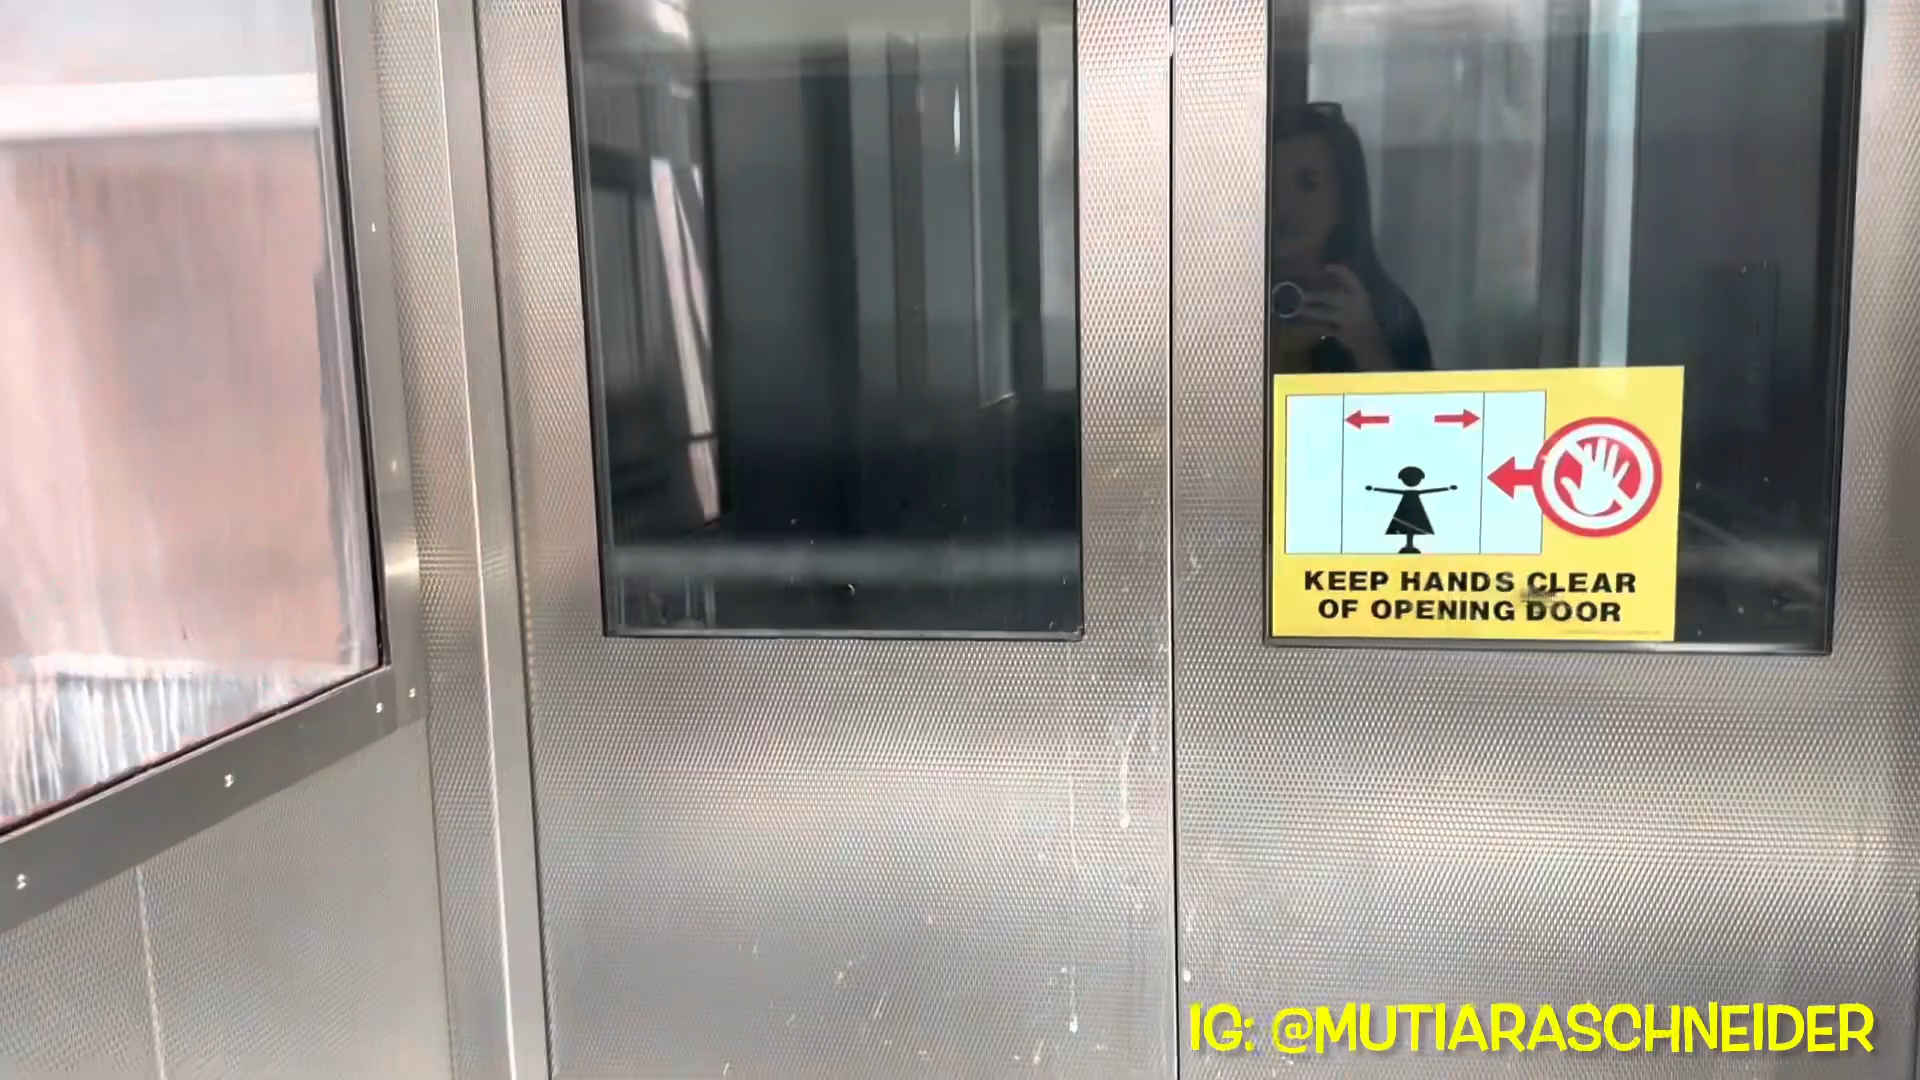 KEEP HANDS CLEAR
OF OPENING DOOR
IG: @MUTIARASCHNEIDER